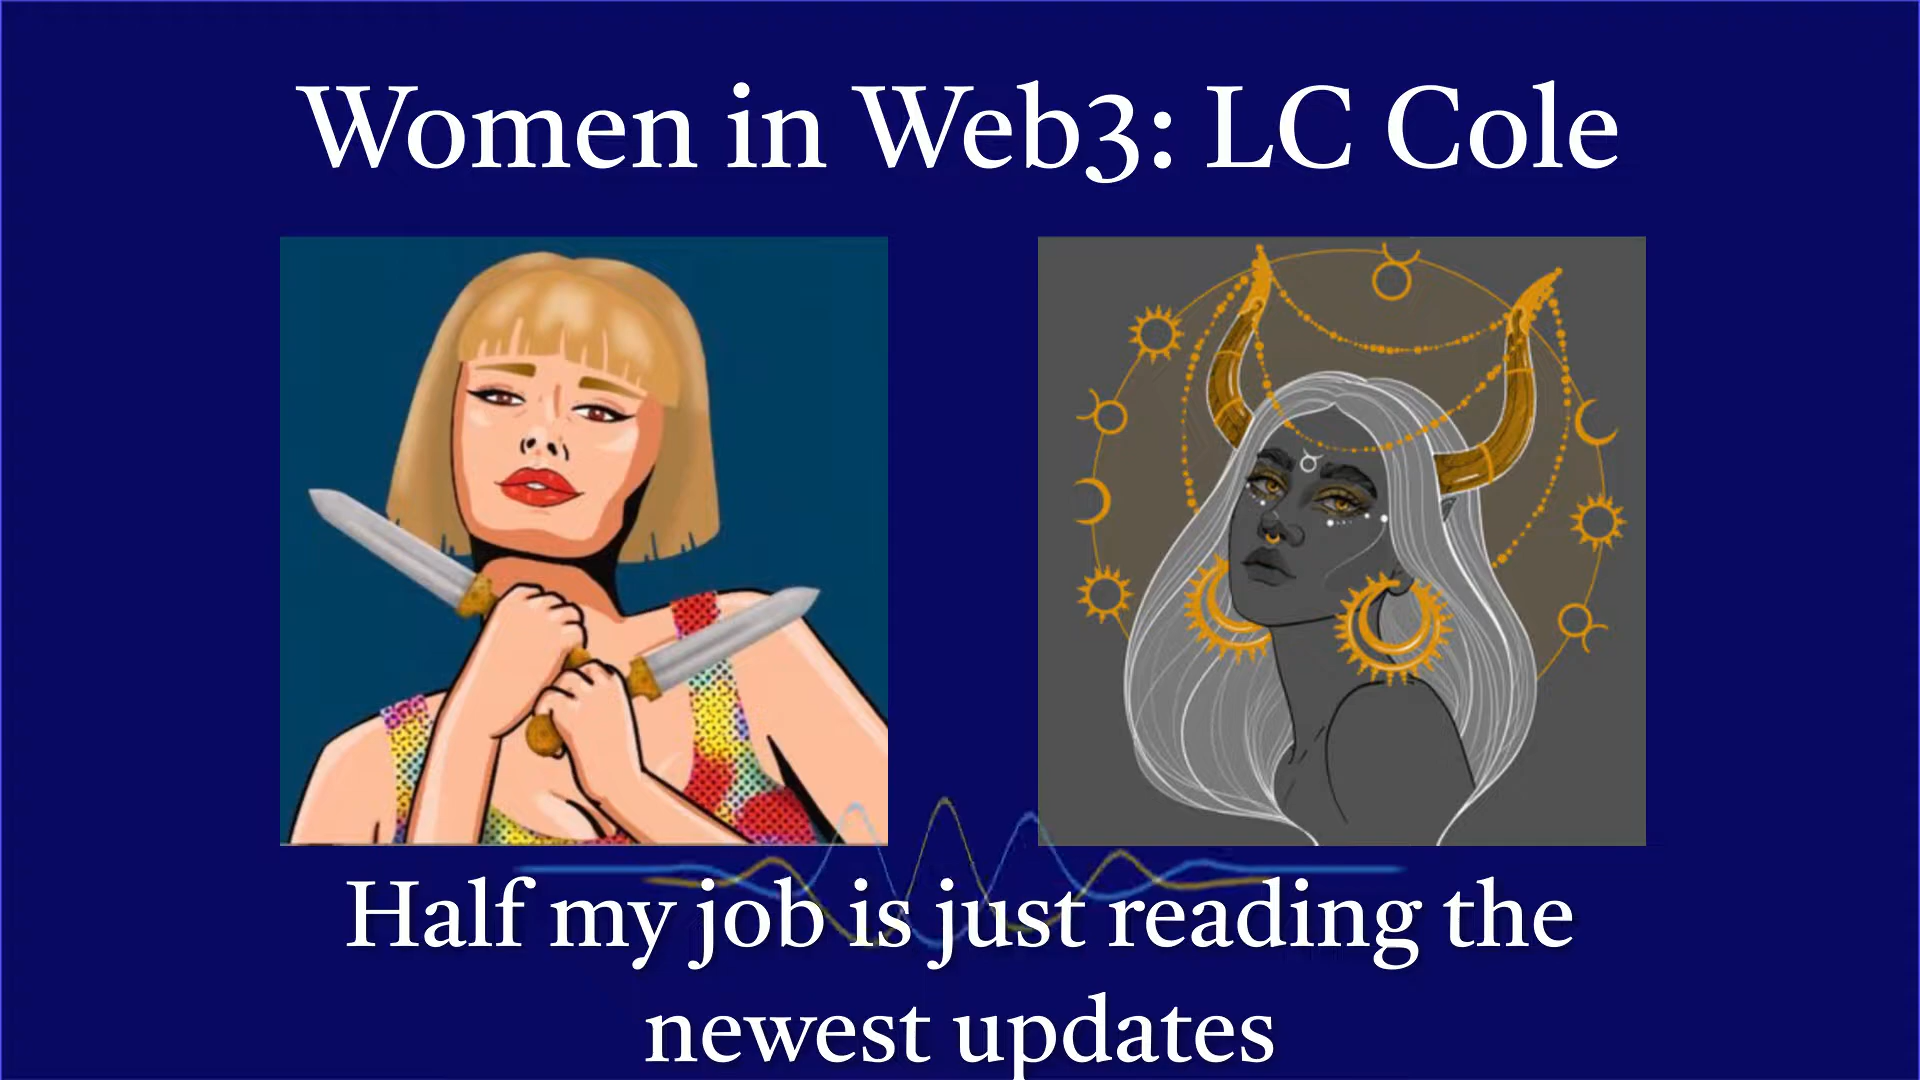 Women in Web3: LC Cole
Half my job is just reading the
newest updates